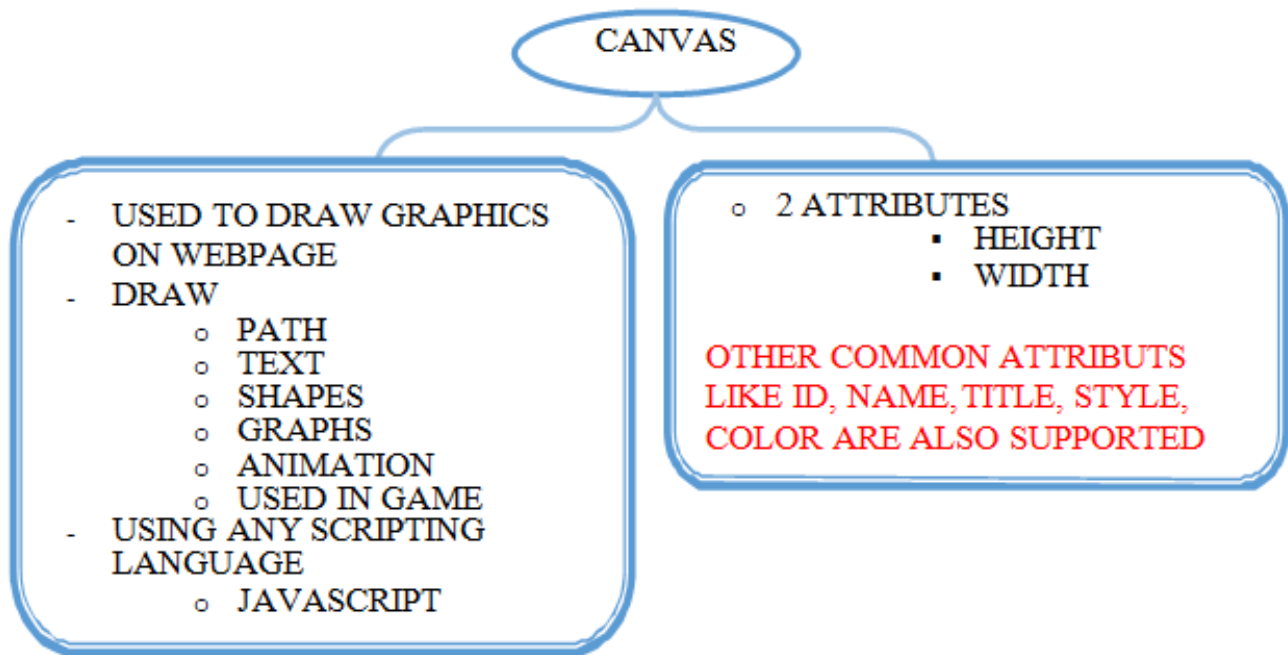 CANVAS
- USED TO DRAW GRAPHICS
ON WEBPAGE
- DRAW
o PATH
o TEXT
o SHAPES
o GRAPHS
o ANIMATION
o USED IN GAME
- USING ANY SCRIPTING
LANGUAGE
o JAVASCRIPT
o 2 ATTRIBUTES
▪ HEIGHT
▪ WIDTH
OTHER COMMON ATTRIBUTS
LIKE ID, NAME, TITLE, STYLE,
COLOR ARE ALSO SUPPORTED